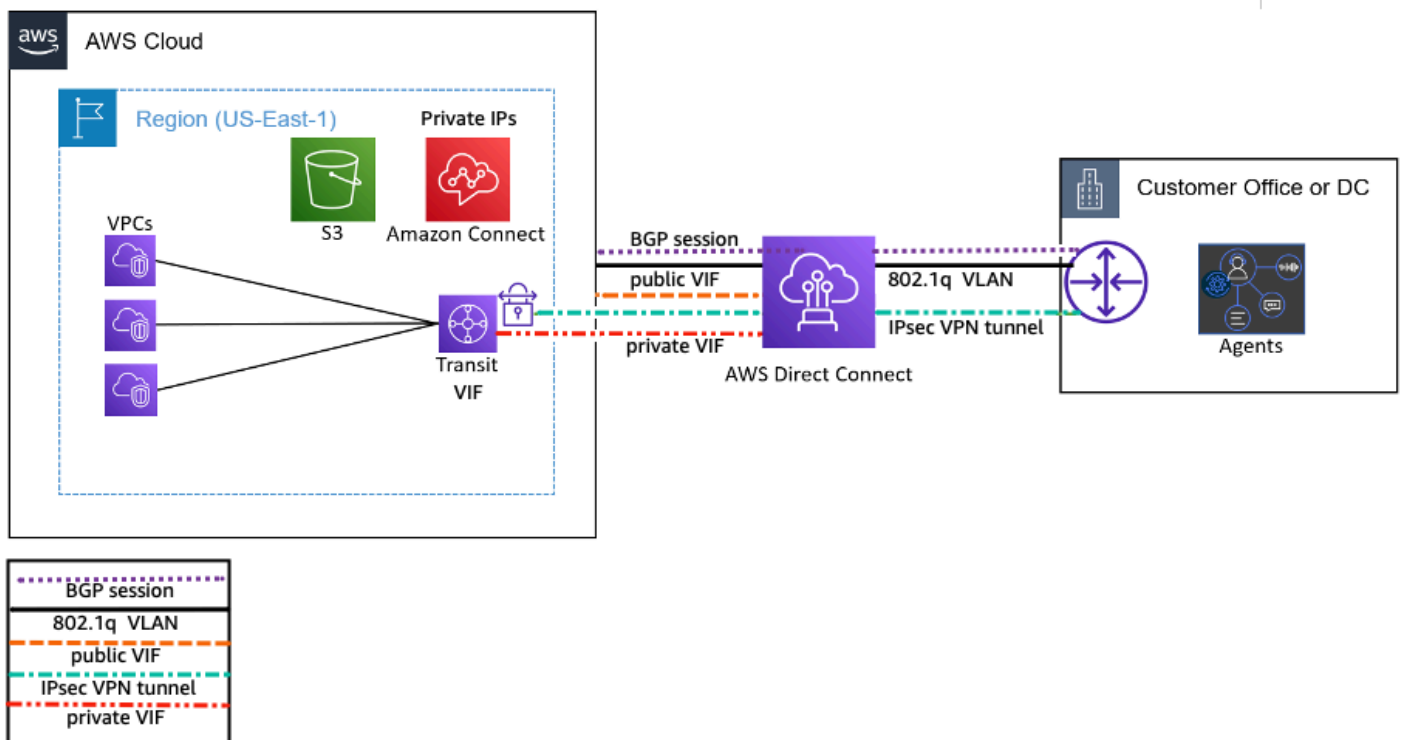 aws
AWS Cloud
Region (US-East-1)
Private IPs
S3
Amazon Connect
VPCs
Transit
VIF
BGP session
public VIF
private VIF
802.1q VLAN
IPsec VPN tunnel
AWS Direct Connect
Customer Office or DC
Agents
BGP session
802.1q VLAN
public VIF
IPsec VPN tunnel
private VIF